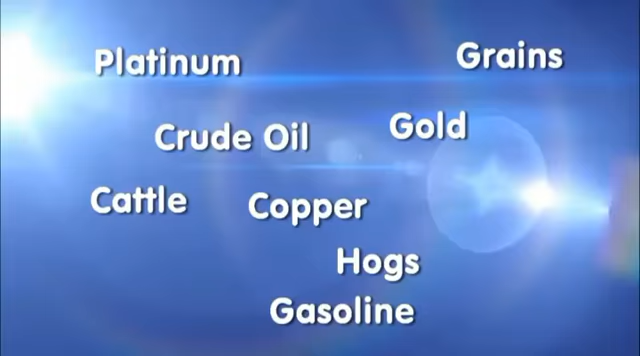 Platinum
Grains
Crude Oil
Gold
Cattle
Copper
Hogs
Gasoline